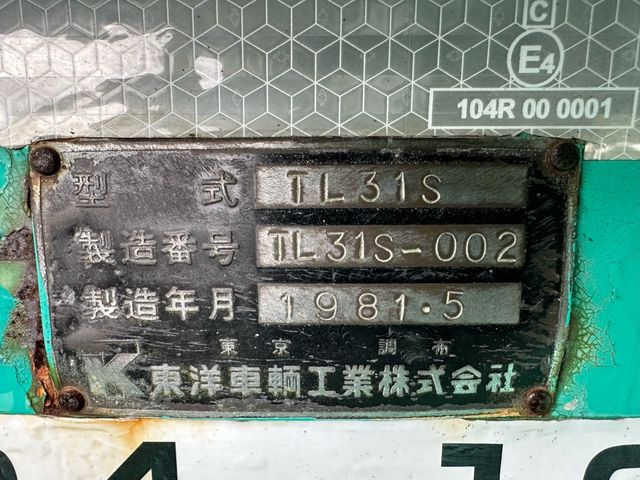 C
E4
104R 00 0001
型式 TL31S
製造番号 TL31S-002
製造年月 1981.5
東京 調布
東洋車輌工業株式会社